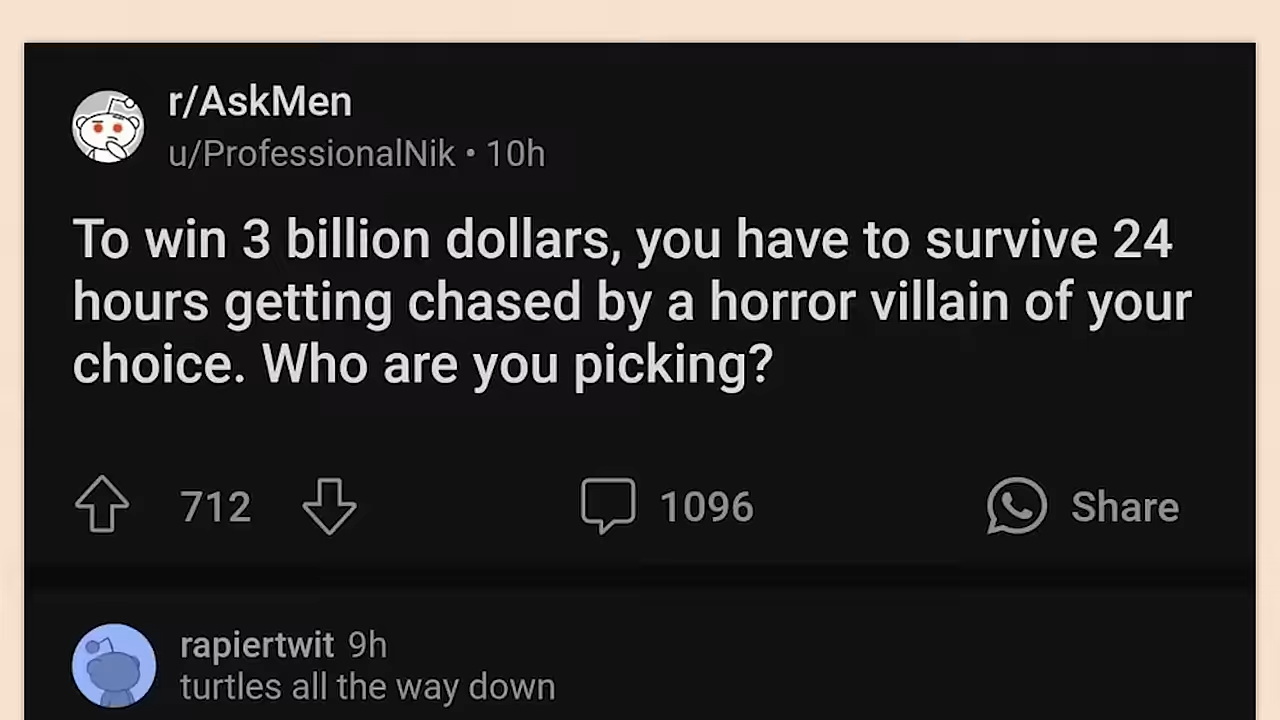 r/AskMen
u/ProfessionalNik • 10h
To win 3 billion dollars, you have to survive 24
hours getting chased by a horror villain of your
choice. Who are you picking?
712
1096
Share
rapiertwit 9h
turtles all the way down